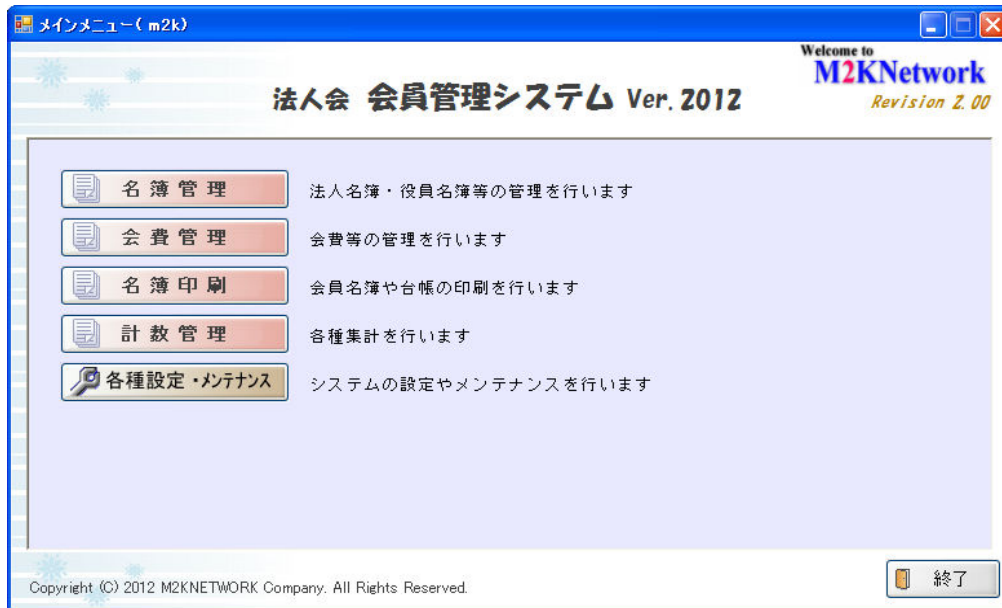 メインメニュー( m2k)
Welcome to
M2KNetwork
法人会 会員管理システム Ver. 2012
Revision 2.00
名簿管理 法人名簿・役員名簿等の管理を行います
会費管理 会費等の管理を行います
名簿印刷 会員名簿や台帳の印刷を行います
計数管理 各種集計を行います
各種設定・メンテナンス システムの設定やメンテナンスを行います
Copyright (C) 2012 M2KNETWORK Company. All Rights Reserved.
終了